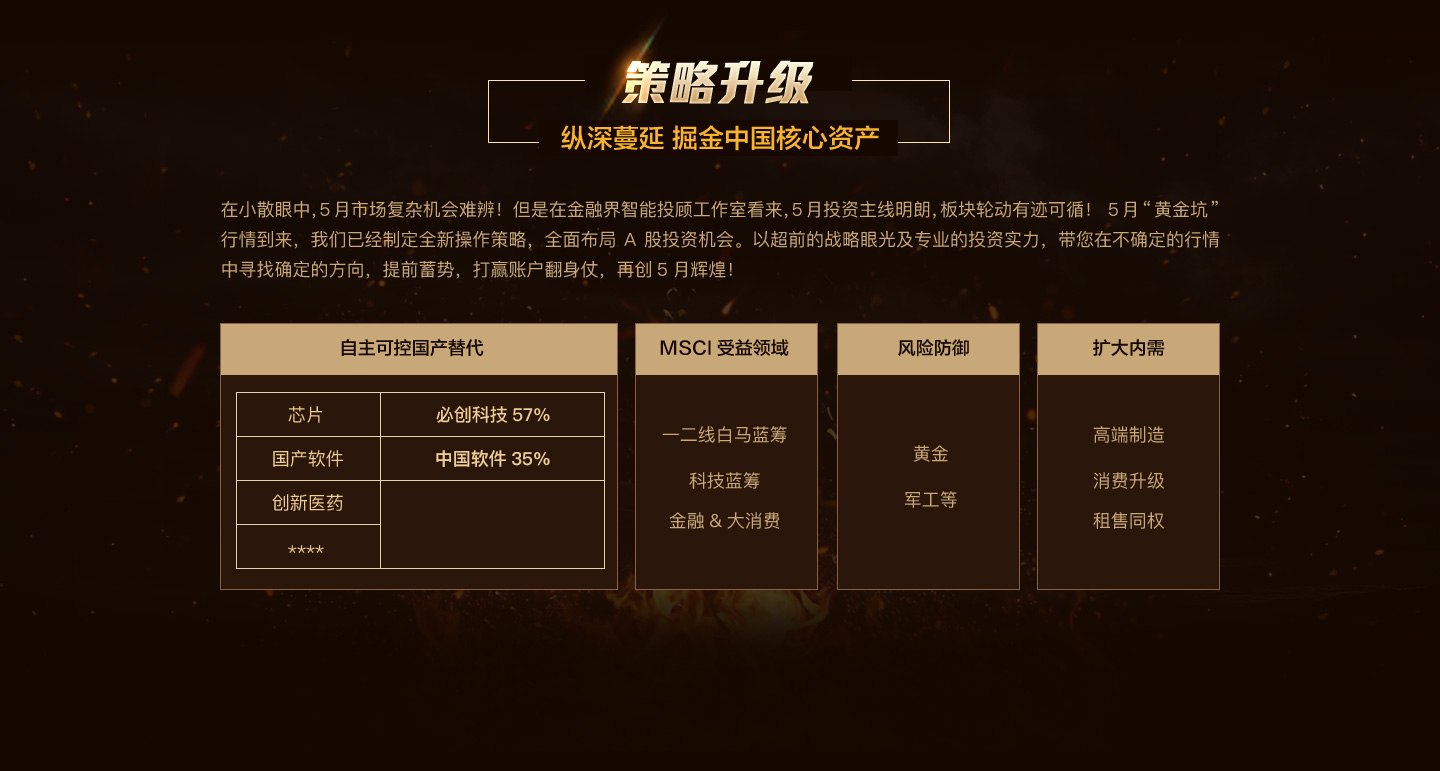 策略升级
纵深蔓延 掘金中国核心资产
在小散眼中,5月市场复杂机会难辨！但是在金融界智能投顾工作室看来,5月投资主线明朗,板块轮动有迹可循！ 5月“黄金坑”
行情到来，我们已经制定全新操作策略，全面布局 A 股投资机会。以超前的战略眼光及专业的投资实力，带您在不确定的行情
中寻找确定的方向，提前蓄势，打赢账户翻身仗，再创 5 月辉煌！
自主可控国产替代
芯片 必创科技 57%
国产软件 中国软件 35%
创新医药
****
MSCI 受益领域
一二线白马蓝筹
科技蓝筹
金融 & 大消费
风险防御
黄金
军工等
扩大内需
高端制造
消费升级
租售同权